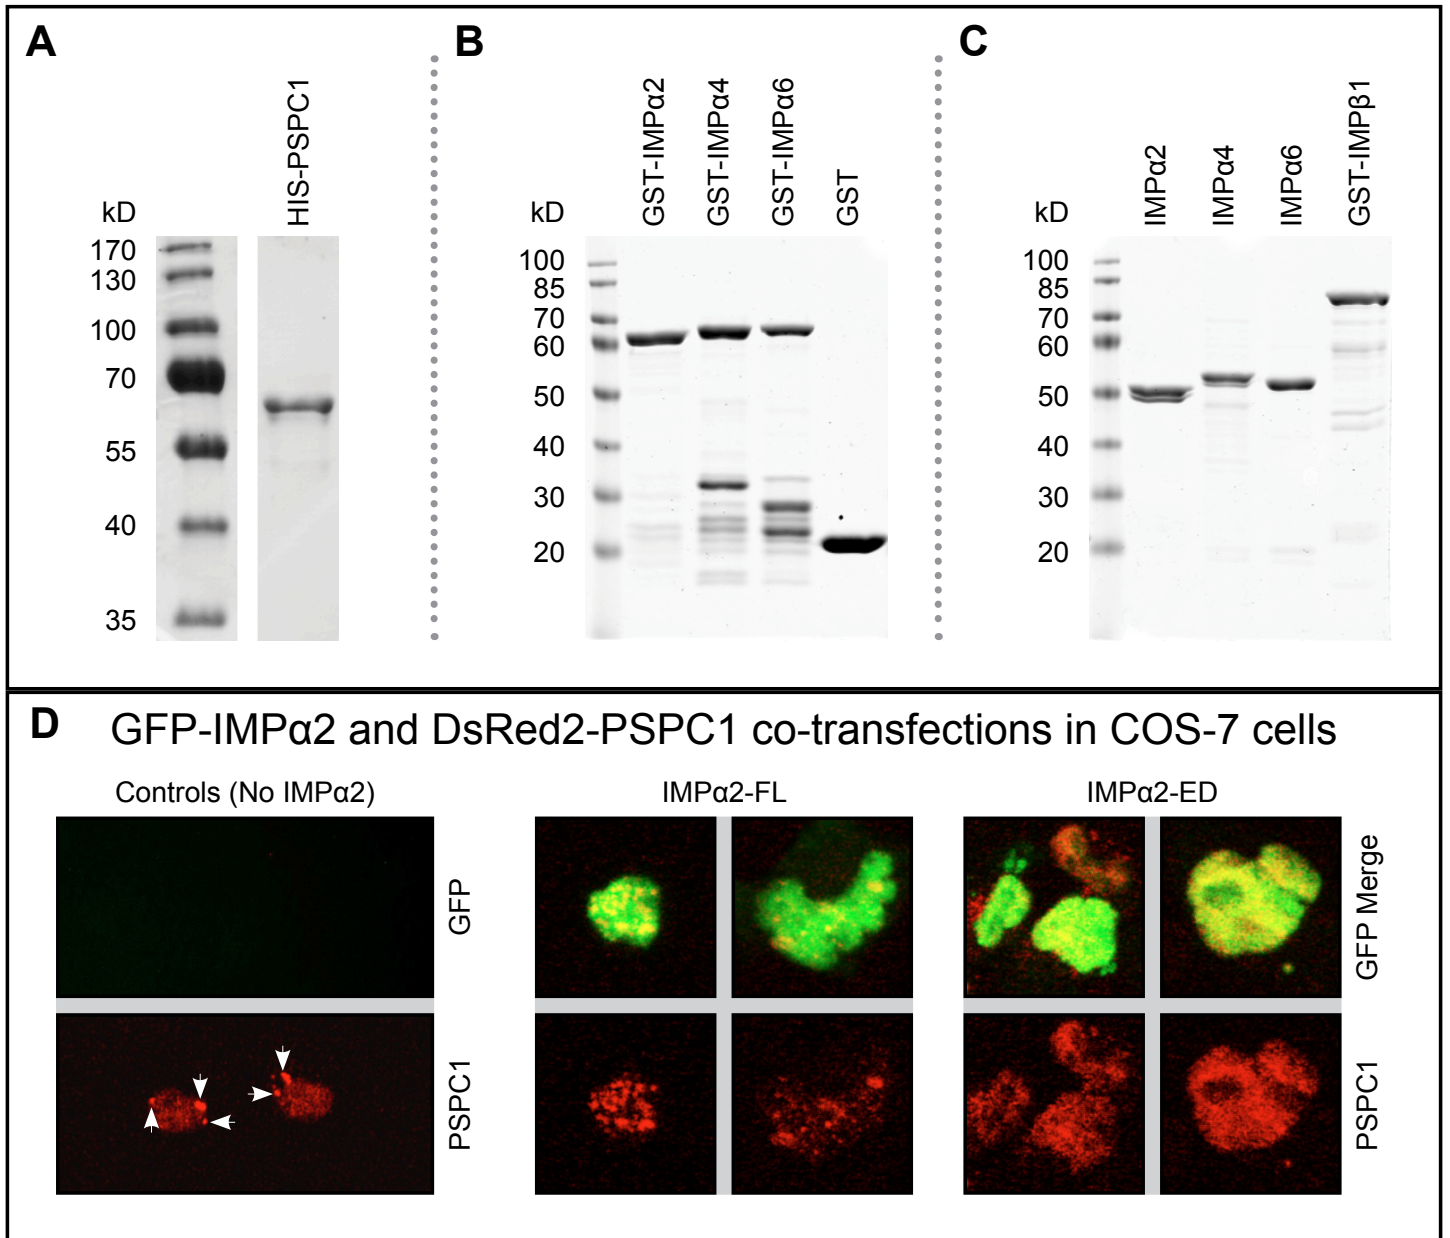 A
HIS-PSPC1
kD
170
130
100
70
55
40
35
B
GST-IMPα2
GST-IMPα4
GST-IMPα6
GST
kD
100
85
70
60
50
40
30
20
C
IMPα2
IMPα4
IMPα6
GST-IMPβ1
kD
100
85
70
60
50
40
30
20
D GFP-IMPα2 and DsRed2-PSPC1 co-transfections in COS-7 cells
Controls (No IMPα2)
IMPα2-FL
IMPα2-ED
GFP
GFP Merge
PSPC1
PSPC1